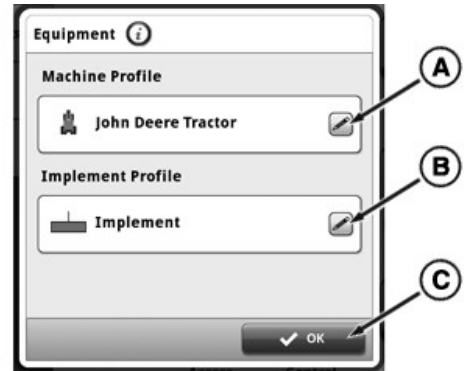 Equipment i
Machine Profile
John Deere Tractor
Implement Profile
Implement
OK
A
B
C